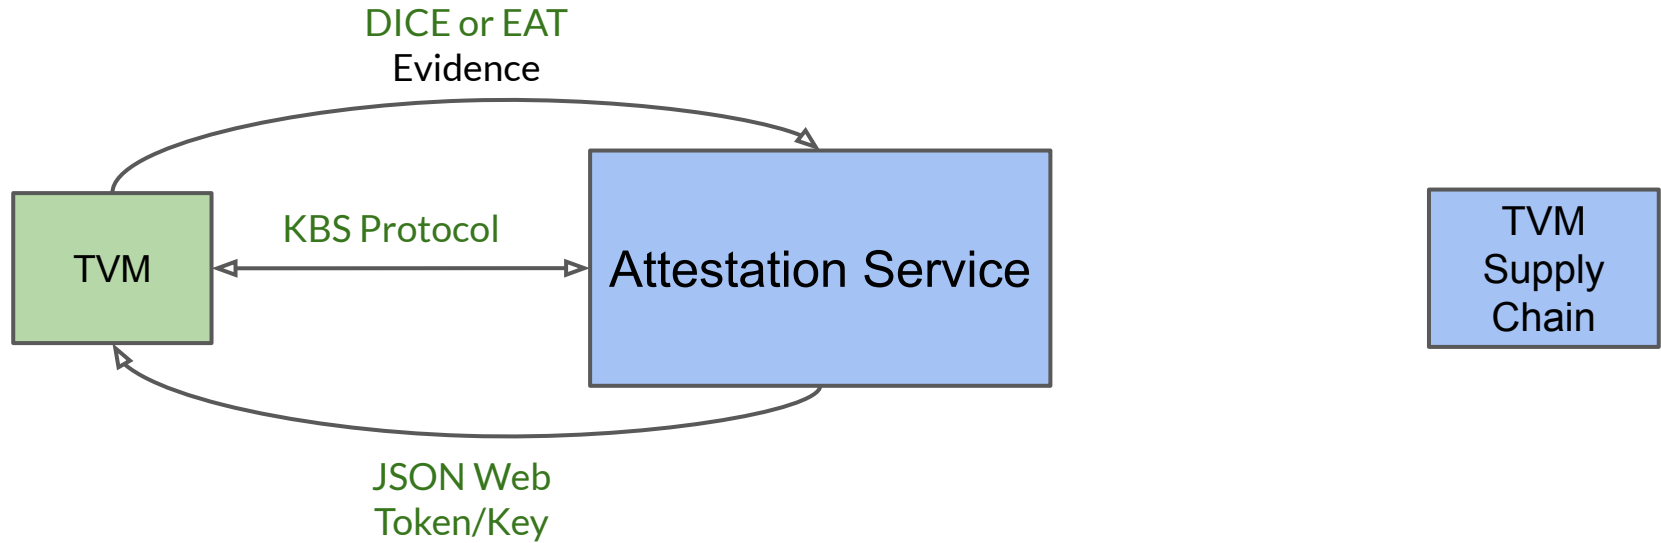 DICE or EAT
Evidence
KBS Protocol
TVM
Attestation Service
TVM
Supply
Chain
JSON Web
Token/Key